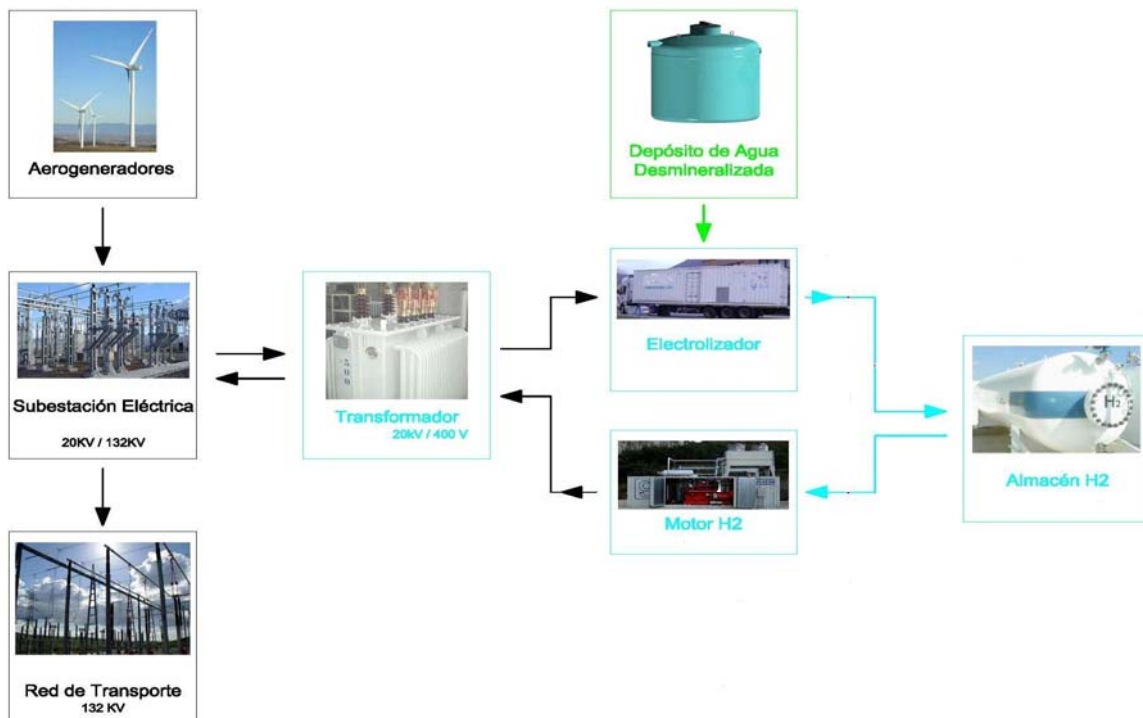 Aerogeneradores
Depósito de Agua
Desmineralizada
Subestación Eléctrica
20KV / 132KV
Transformador
20kV / 400 V
Electrolizador
Motor H2
H2
Almacén H2
Red de Transporte
132 KV